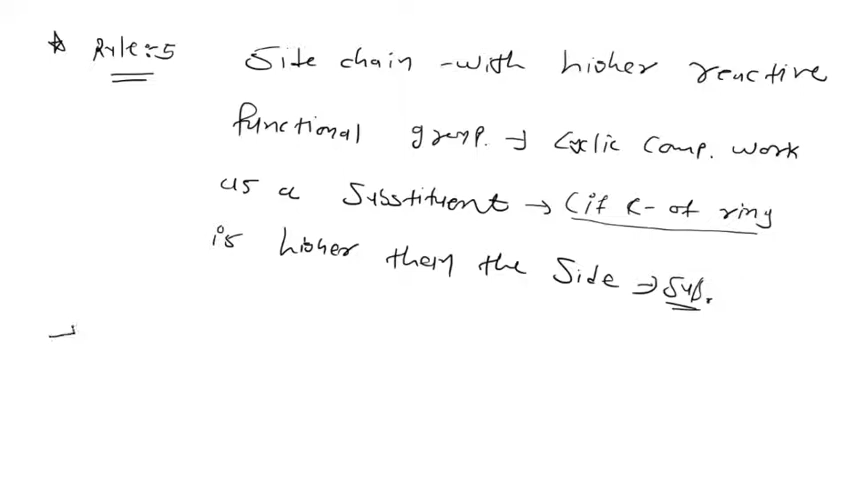 ☆ Rule:5 Side chain -with higher reactive
functional group. → Cyclic Comp. work
as a Substituent → (if C- of ring
is higher then the Side → Sub.